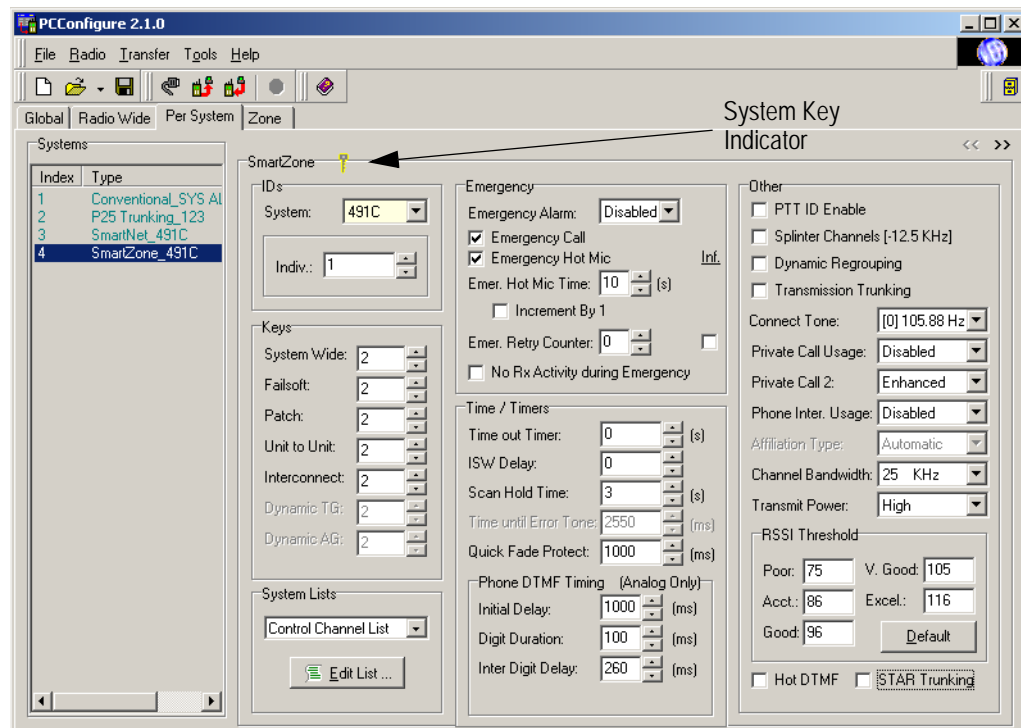 PCConfigure 2.1.0
File Radio Transfer Tools Help
Global Radio Wide Per System Zone
System Key
Indicator
<< >>
Systems
Index Type
1 Conventional_SYS AL
2 P25 Trunking_123
3 SmartNet_491C
4 SmartZone_491C
SmartZone
IDs
System: 491C
Indiv.: 1
Keys
System Wide: 2
Failsoft: 2
Patch: 2
Unit to Unit: 2
Interconnect: 2
Dynamic TG: 2
Dynamic AG: 2
System Lists
Control Channel List
Edit List ...
Emergency
Emergency Alarm: Disabled
Emergency Call
Emergency Hot Mic Inf.
Emer. Hot Mic Time: 10 (s)
Increment By 1
Emer. Retry Counter: 0
No Rx Activity during Emergency
Time / Timers
Time out Timer: 0 (s)
ISW Delay: 0
Scan Hold Time: 3 (s)
Time until Error Tone: 2550 (ms)
Quick Fade Protect: 1000 (ms)
Phone DTMF Timing (Analog Only)
Initial Delay: 1000 (ms)
Digit Duration: 100 (ms)
Inter Digit Delay: 260 (ms)
Other
PTT ID Enable
Splinter Channels [-12.5 KHz]
Dynamic Regrouping
Transmission Trunking
Connect Tone: [0] 105.88 Hz
Private Call Usage: Disabled
Private Call 2: Enhanced
Phone Inter. Usage: Disabled
Affiliation Type: Automatic
Channel Bandwidth: 25 KHz
Transmit Power: High
RSSI Threshold
Poor: 75 V. Good: 105
Acct.: 86 Excel.: 116
Good: 96 Default
Hot DTMF STAR Trunking